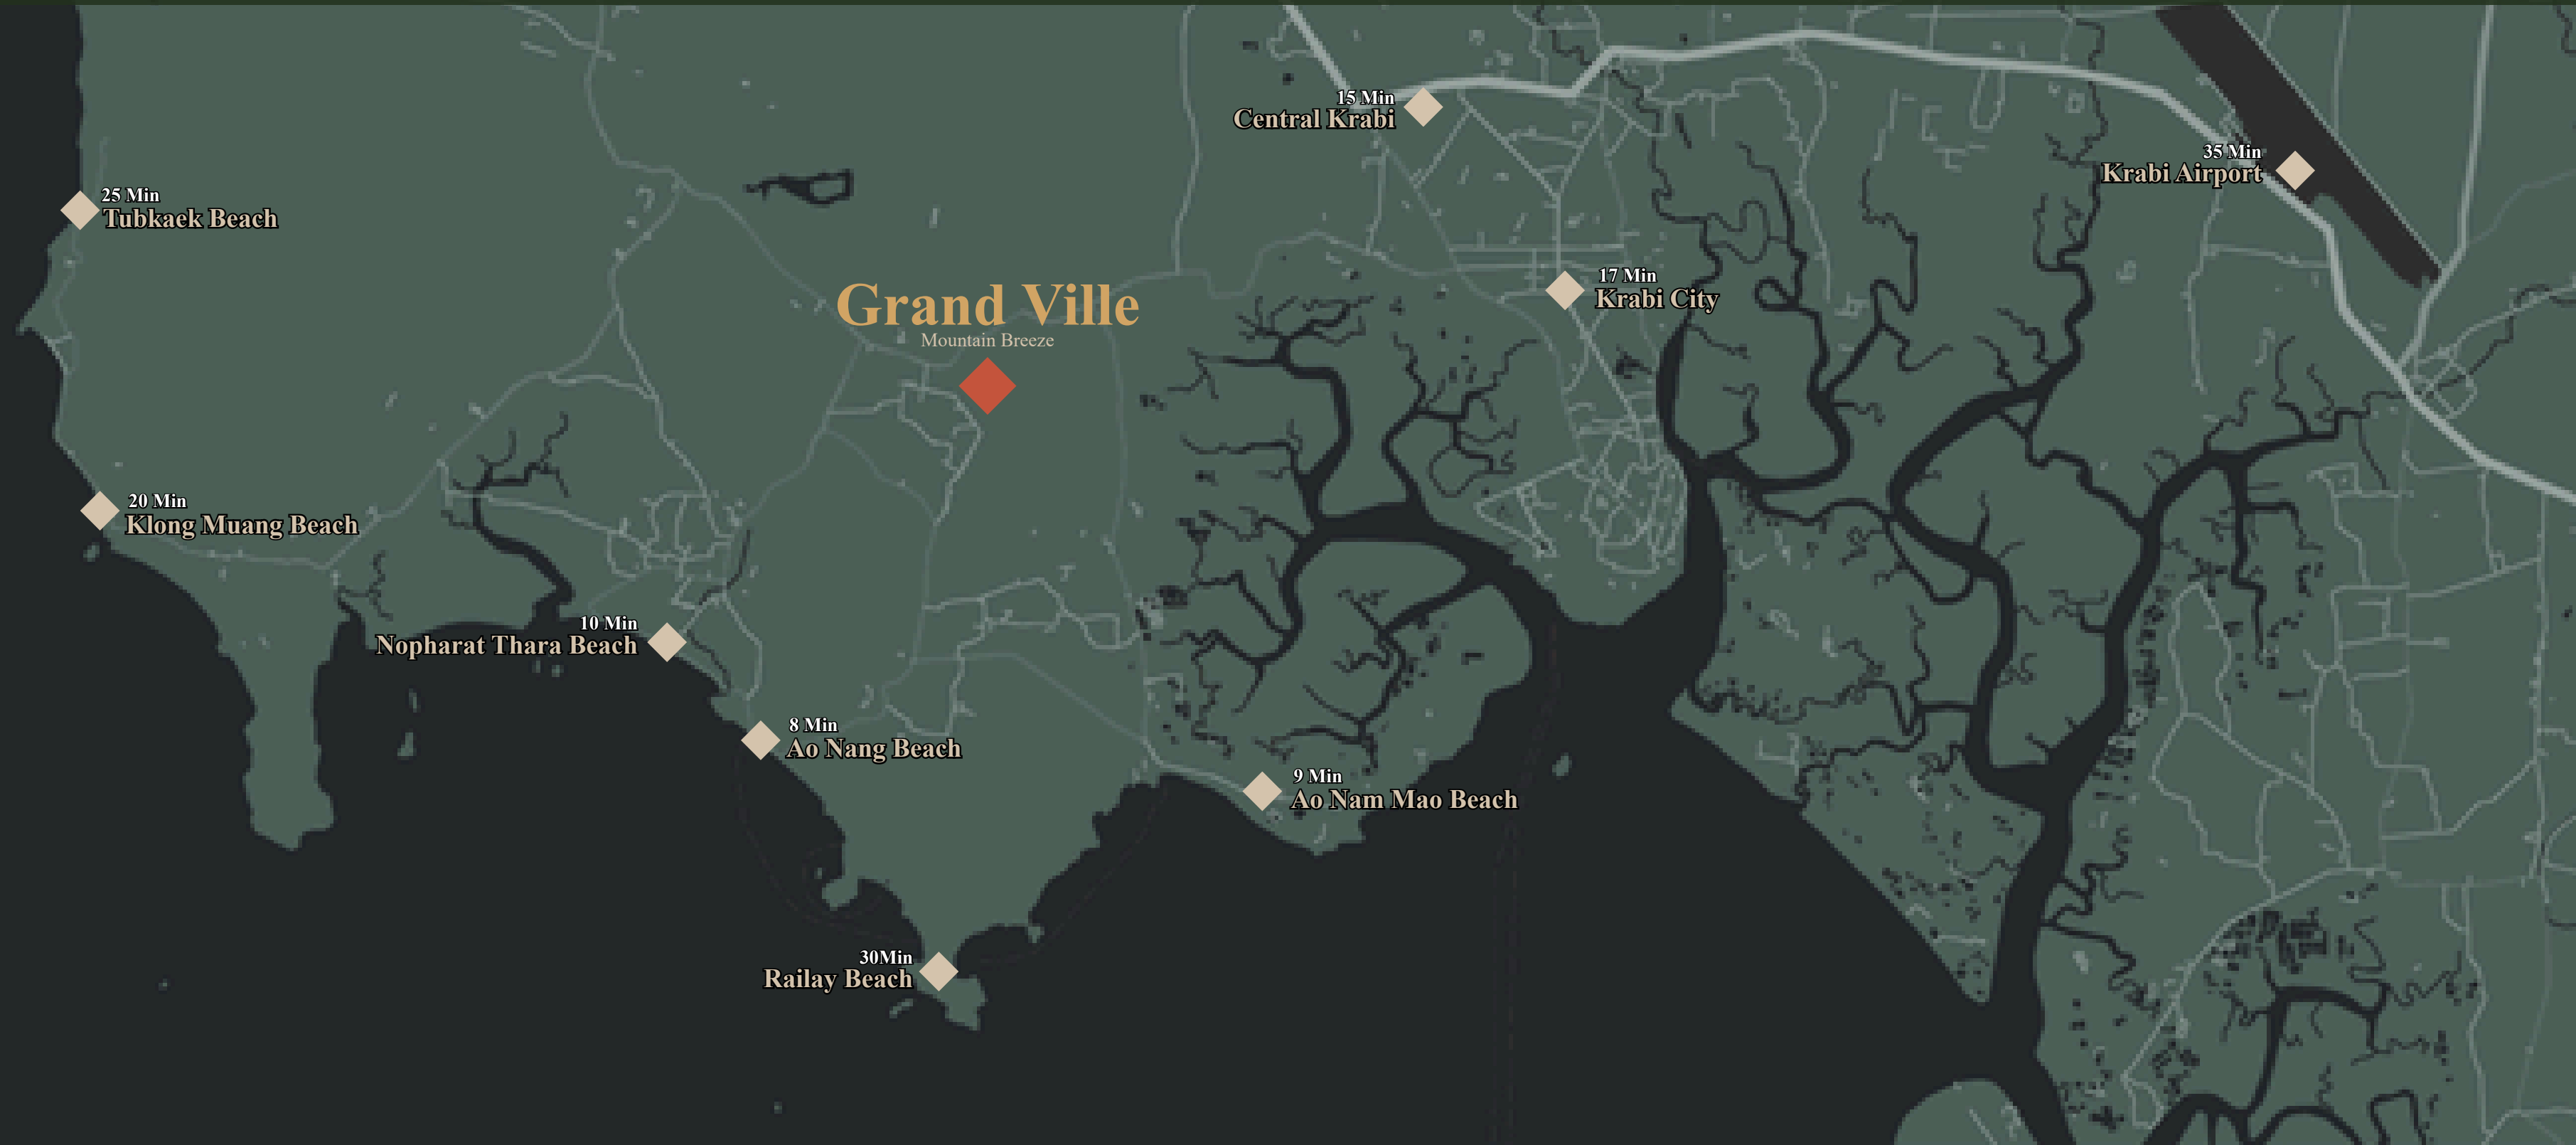 15 Min
Central Krabi
35 Min
Krabi Airport
25 Min
Tubkaek Beach
17 Min
Krabi City
Grand Ville
Mountain Breeze
20 Min
Klong Muang Beach
10 Min
Nopharat Thara Beach
8 Min
Ao Nang Beach
9 Min
Ao Nam Mao Beach
30Min
Railay Beach